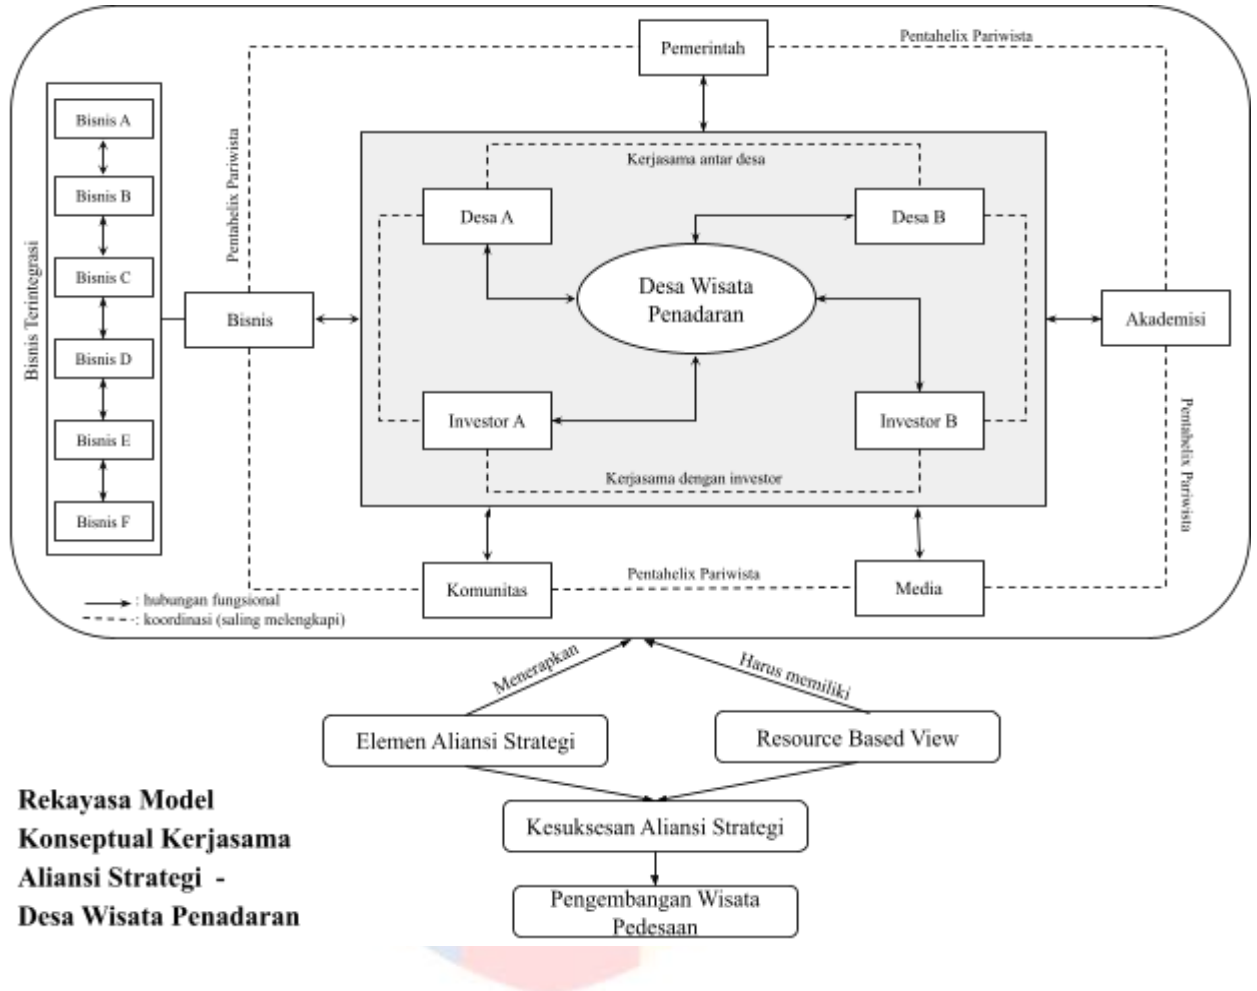 Pemerintah
Pentahelix Pariwista
Bisnis A
Bisnis B
Bisnis C
Bisnis D
Bisnis E
Bisnis F
Bisnis Terintegrasi
Pentahelix Pariwista
Bisnis
Kerjasama antar desa
Desa A
Desa B
Desa Wisata
Penadaran
Investor A
Investor B
Kerjasama dengan investor
Akademisi
Pentahelix Pariwista
Komunitas
Pentahelix Pariwista
Media
: hubungan fungsional
: koordinasi (saling melengkapi)
Menerapkan
Harus memiliki
Elemen Aliansi Strategi
Resource Based View
Kesuksesan Aliansi Strategi
Pengembangan Wisata
Pedesaan
Rekayasa Model
Konseptual Kerjasama
Aliansi Strategi -
Desa Wisata Penadaran